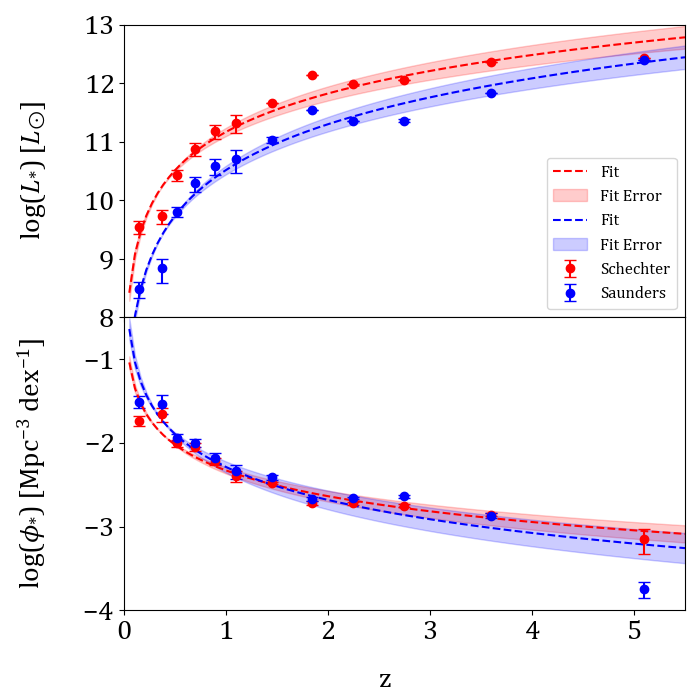 13
12
11
10
9
8
log(L*) [L⊙]
Fit
Fit Error
Fit
Fit Error
Schechter
Saunders
−1
−2
−3
−4
log(ϕ*) [Mpc⁻³ dex⁻¹]
0 1 2 3 4 5
z